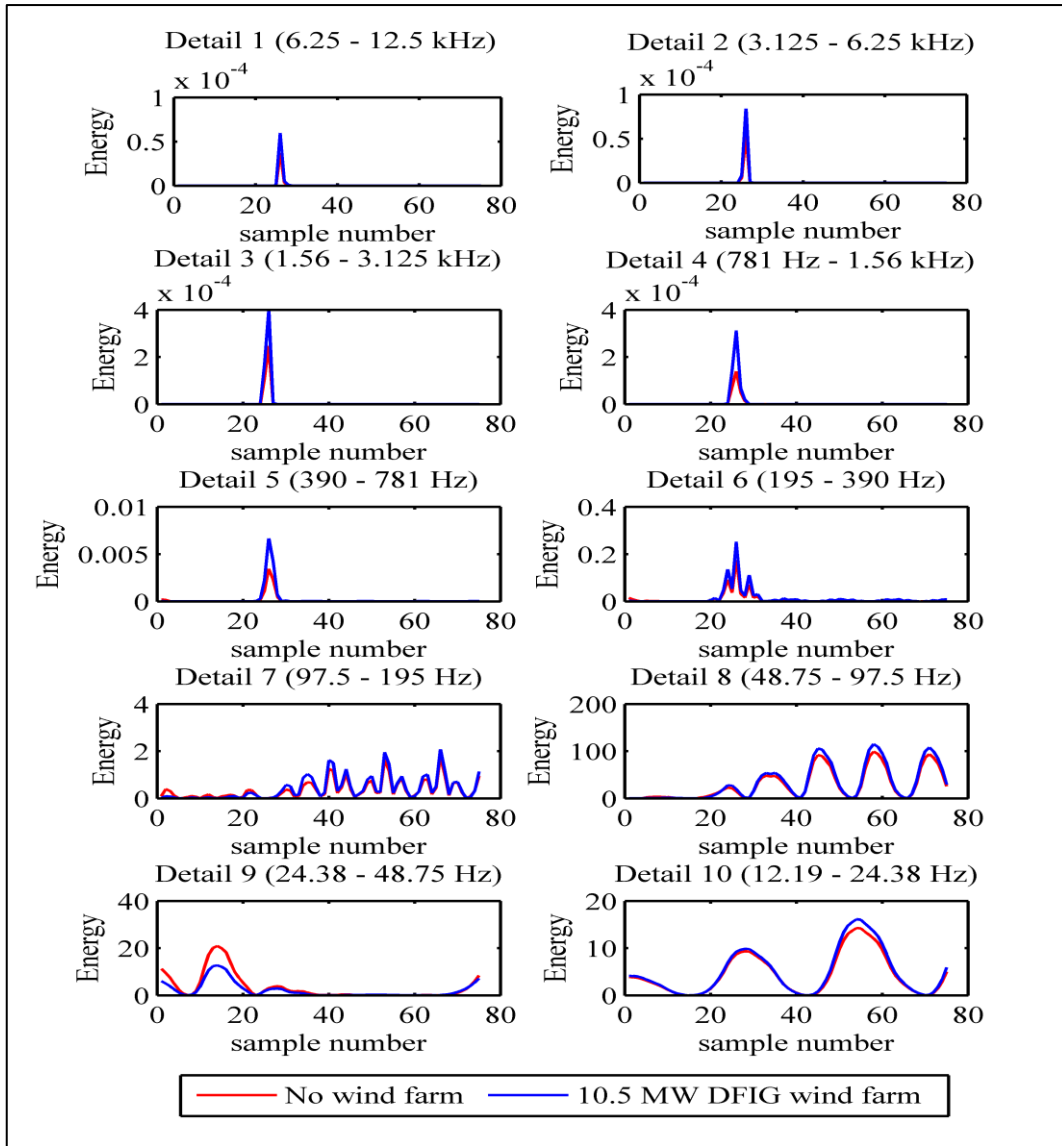 Detail 1 (6.25 - 12.5 kHz)
x 10^-4
Energy
1
0.5
0
0 20 40 60 80
sample number
Detail 2 (3.125 - 6.25 kHz)
x 10^-4
Energy
1
0.5
0
0 20 40 60 80
sample number
Detail 3 (1.56 - 3.125 kHz)
x 10^-4
Energy
4
2
0
0 20 40 60 80
sample number
Detail 4 (781 Hz - 1.56 kHz)
x 10^-4
Energy
4
2
0
0 20 40 60 80
sample number
Detail 5 (390 - 781 Hz)
Energy
0.01
0.005
0
0 20 40 60 80
Detail 6 (195 - 390 Hz)
Energy
0.4
0.2
0
0 20 40 60 80
sample number
sample number
Detail 7 (97.5 - 195 Hz)
Energy
4
2
0
0 20 40 60 80
sample number
Detail 8 (48.75 - 97.5 Hz)
Energy
200
100
0
0 20 40 60 80
sample number
Detail 9 (24.38 - 48.75 Hz)
Energy
40
20
0
0 20 40 60 80
sample number
Detail 10 (12.19 - 24.38 Hz)
Energy
20
10
0
0 20 40 60 80
sample number
No wind farm 10.5 MW DFIG wind farm